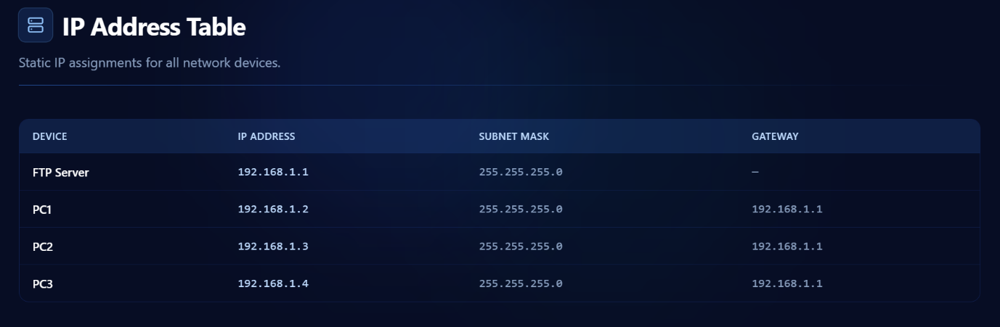 IP Address Table
Static IP assignments for all network devices.
DEVICE IP ADDRESS SUBNET MASK GATEWAY
FTP Server 192.168.1.1 255.255.255.0 —
PC1 192.168.1.2 255.255.255.0 192.168.1.1
PC2 192.168.1.3 255.255.255.0 192.168.1.1
PC3 192.168.1.4 255.255.255.0 192.168.1.1